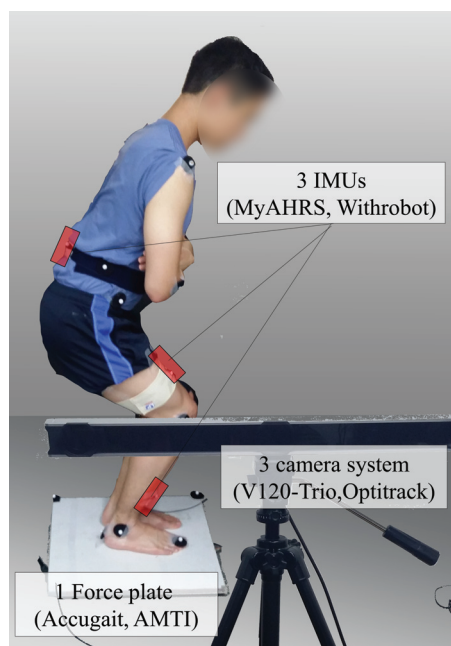 3 IMUs
(MyAHRS, Withrobot)
3 camera system
(V120-Trio,Optitrack)
1 Force plate
(Accugait, AMTI)